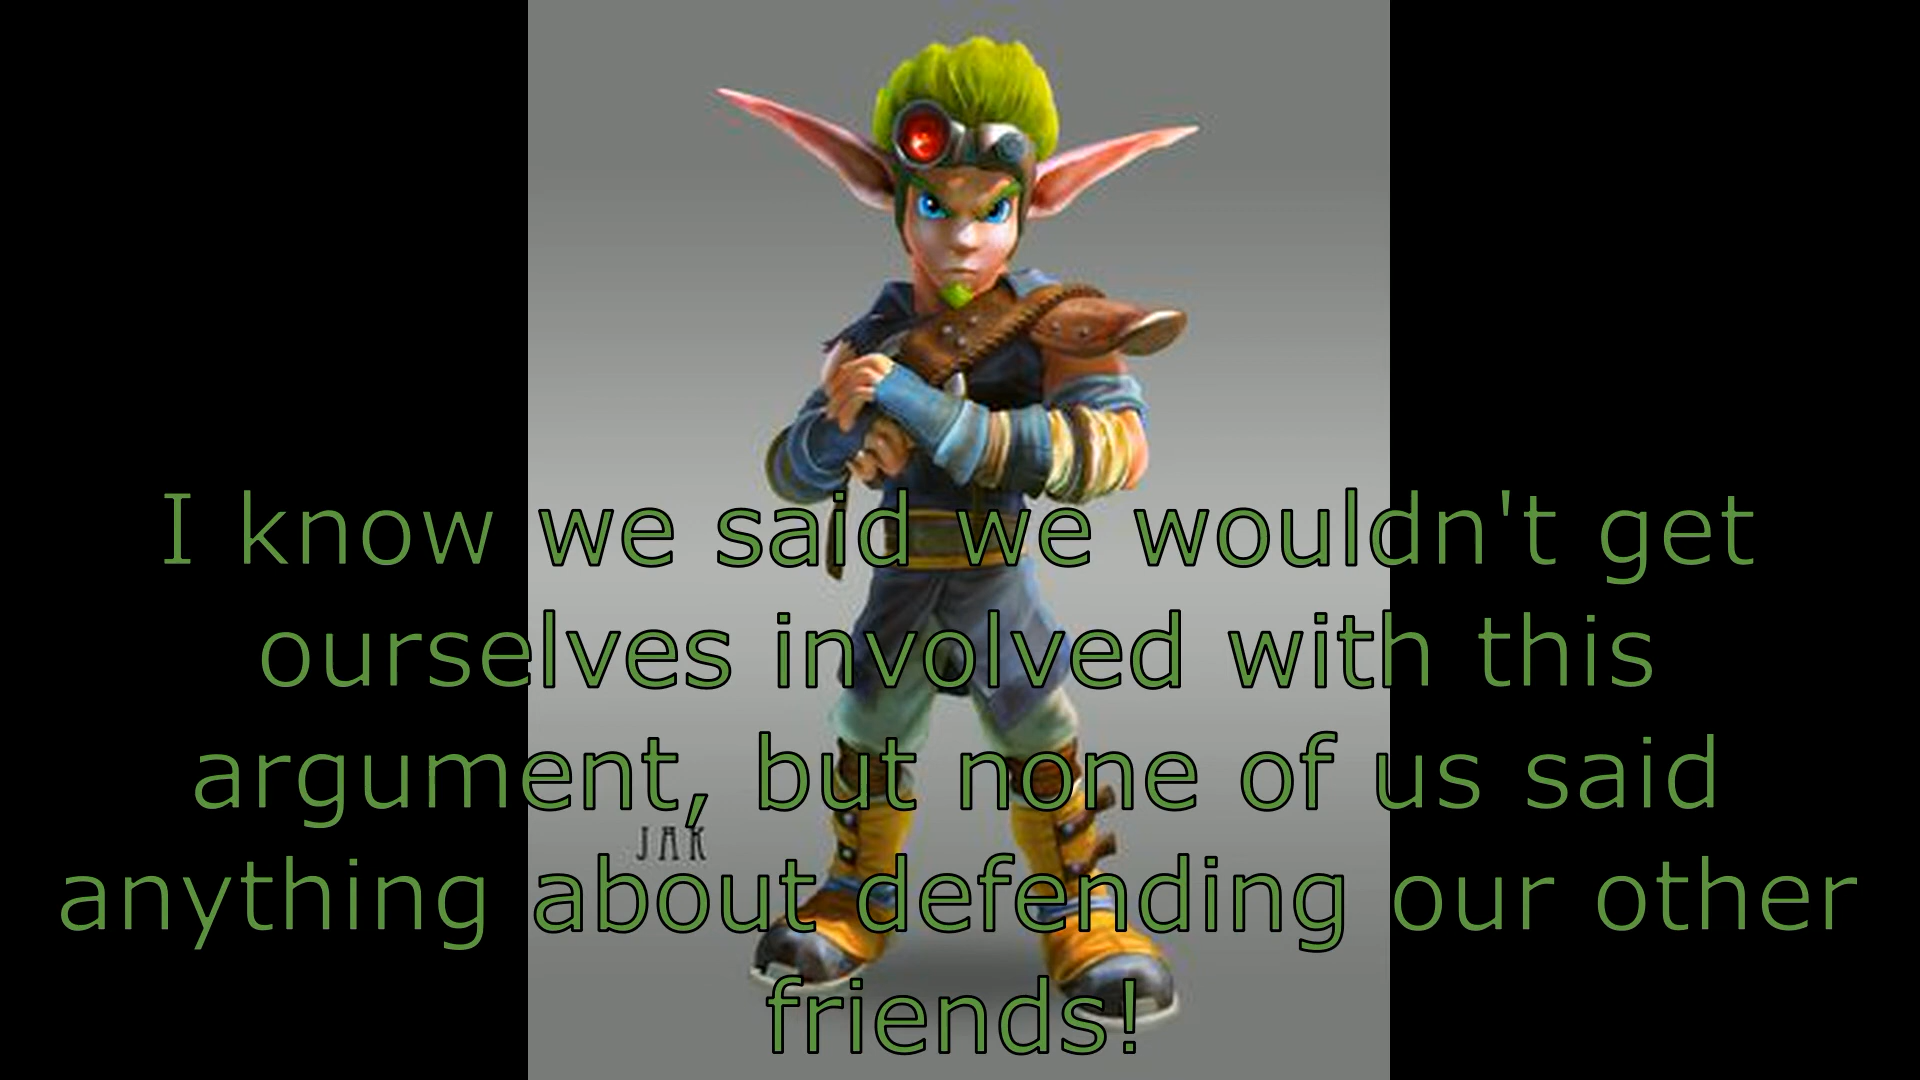 I know we said we wouldn't get
ourselves involved with this
argument, but none of us said
JAK
anything about defending our other
friends!